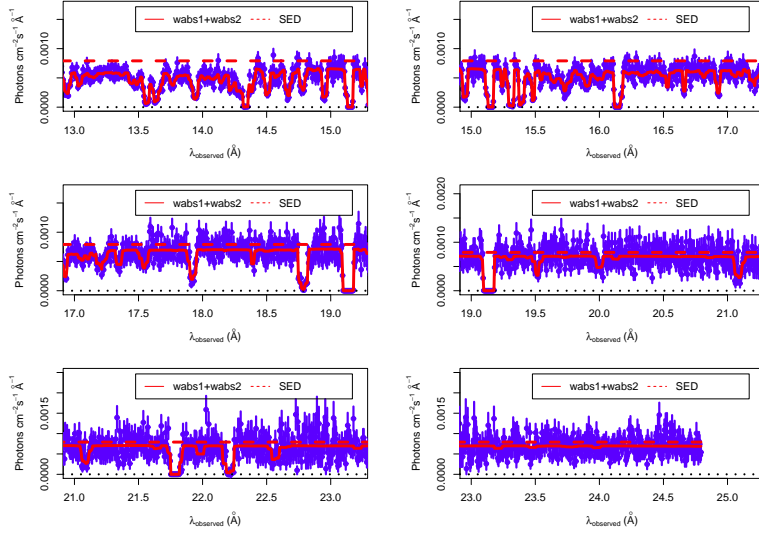 wabs1+wabs2 SED
Photons cm⁻²s⁻¹ Å⁻¹
0.0010
0.0000
13.0 13.5 14.0 14.5 15.0
λobserved (Å)
wabs1+wabs2 SED
Photons cm⁻²s⁻¹ Å⁻¹
0.0010
0.0000
15.0 15.5 16.0 16.5 17.0
λobserved (Å)
wabs1+wabs2 SED
Photons cm⁻²s⁻¹ Å⁻¹
0.0010
0.0000
17.0 17.5 18.0 18.5 19.0
λobserved (Å)
wabs1+wabs2 SED
Photons cm⁻²s⁻¹ Å⁻¹
0.0020
0.0010
0.0000
19.0 19.5 20.0 20.5 21.0
λobserved (Å)
wabs1+wabs2 SED
Photons cm⁻²s⁻¹ Å⁻¹
0.0015
0.0000
21.0 21.5 22.0 22.5 23.0
λobserved (Å)
wabs1+wabs2 SED
Photons cm⁻²s⁻¹ Å⁻¹
0.0015
0.0000
23.0 23.5 24.0 24.5 25.0
λobserved (Å)